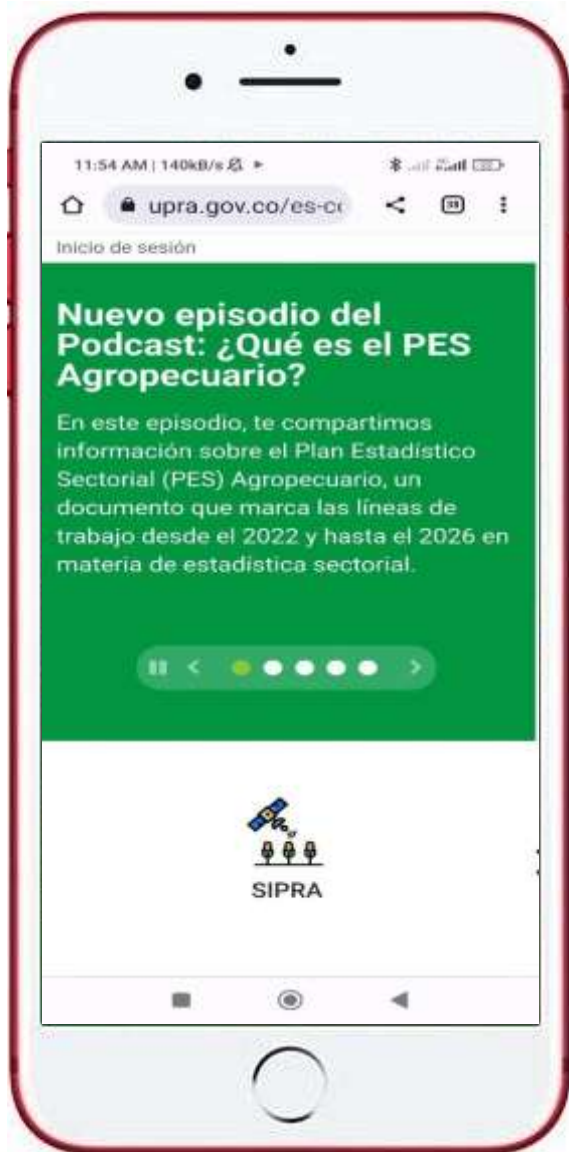 11:54 AM | 140kB/s
upra.gov.co/es-co
Inicio de sesión
Nuevo episodio del
Podcast: ¿Qué es el PES
Agropecuario?
En este episodio, te compartimos
información sobre el Plan Estadístico
Sectorial (PES) Agropecuario, un
documento que marca las líneas de
trabajo desde el 2022 y hasta el 2026 en
materia de estadística sectorial.
SIPRA